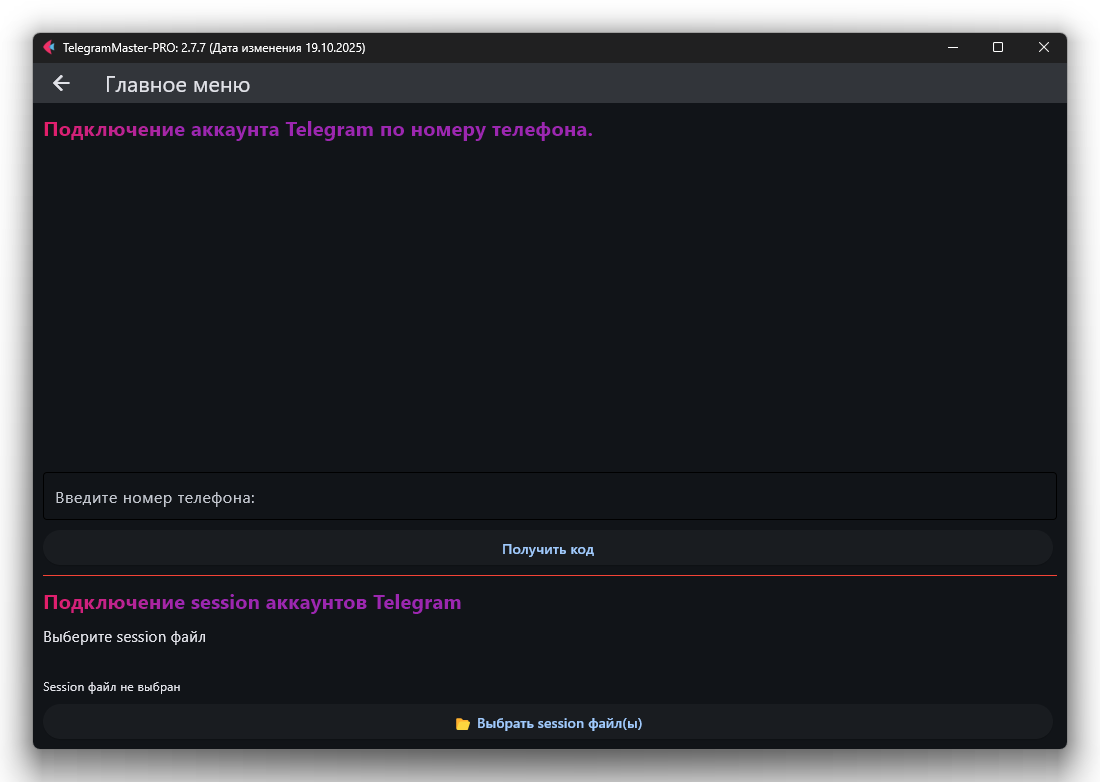 TelegramMaster-PRO: 2.7.7 (Дата изменения 19.10.2025)
Главное меню
Подключение аккаунта Telegram по номеру телефона.
Введите номер телефона:
Получить код
Подключение session аккаунтов Telegram
Выберите session файл
Session файл не выбран
Выбрать session файл(ы)